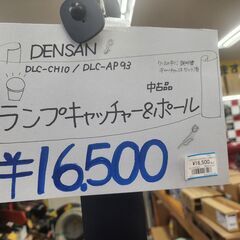 DENSAN
DLC-CH10 / DLC-AP93
中古品
ランプキャッチャー&ポール
¥16.500
¥16,500